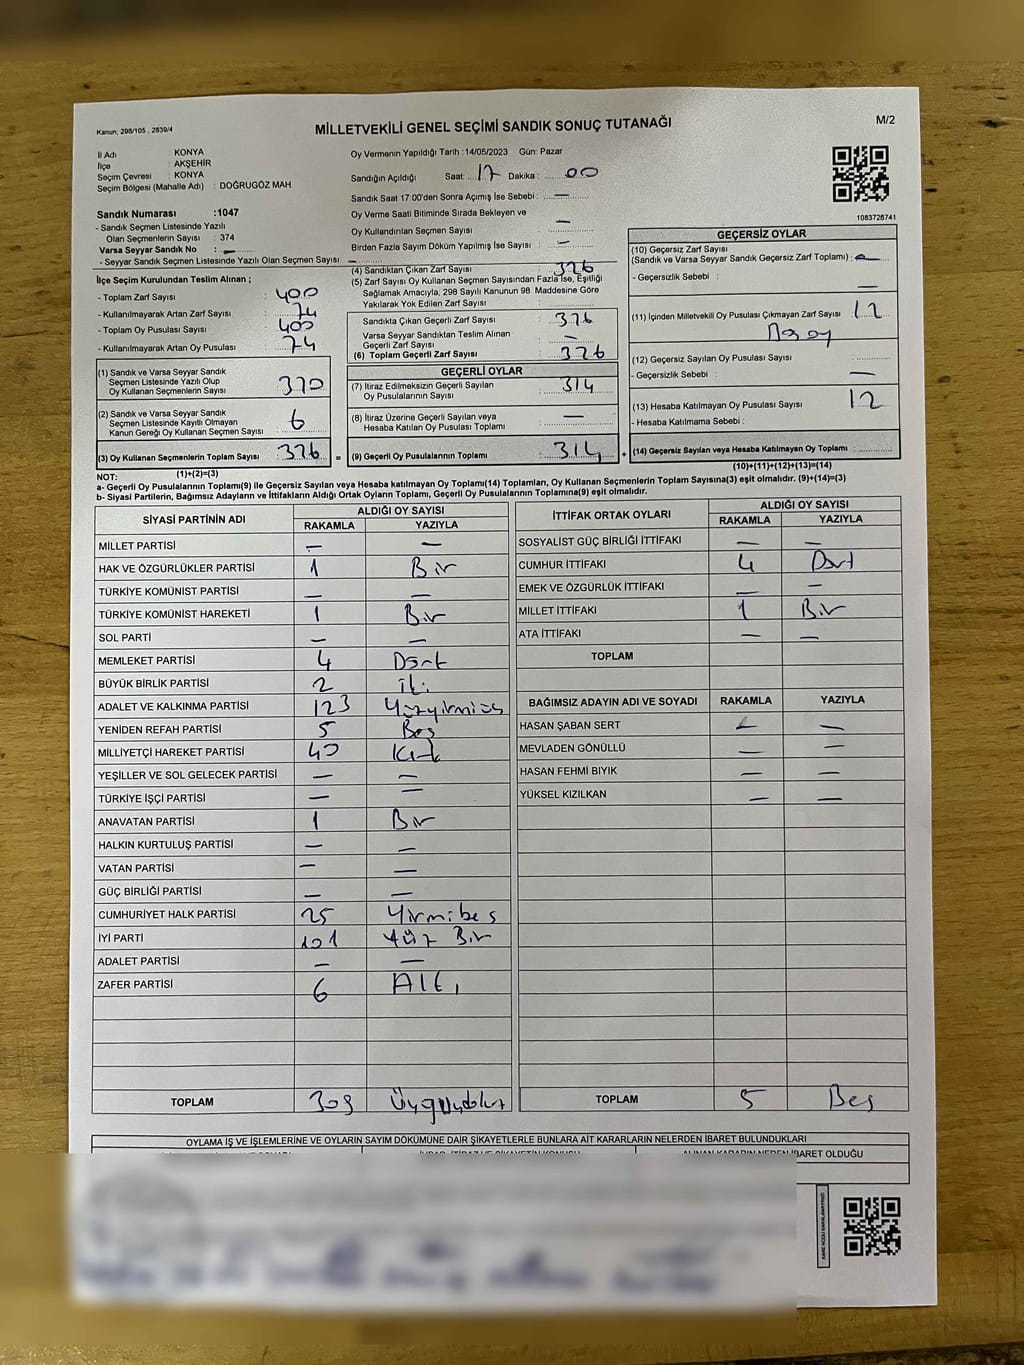 Kanun, 298/105 , 2839/4
MİLLETVEKİLİ GENEL SEÇİMİ SANDIK SONUÇ TUTANAĞI
M/2
İl Adı KONYA
İlçe : AKŞEHİR
Seçim Çevresi : KONYA
Seçim Bölgesi (Mahalle Adı) : DOĞRUGÖZ MAH.
Sandık Numarası :1047
- Sandık Seçmen Listesinde Yazılı
Olan Seçmenlerin Sayısı : 374
Varsa Seyyar Sandık No : —
- Seyyar Sandık Seçmen Listesinde Yazılı Olan Seçmen Sayısı: —
İlçe Seçim Kurulundan Teslim Alınan ;
- Toplam Zarf Sayısı : 400
- Kullanılmayarak Artan Zarf Sayısı : 74
- Toplam Oy Pusulası Sayısı : 400
- Kullanılmayarak Artan Oy Pusulası : 74
(1) Sandık ve Varsa Seyyar Sandık
Seçmen Listesinde Yazılı Olup
Oy Kullanan Seçmenlerin Sayısı : 370
(2) Sandık ve Varsa Seyyar Sandık
Seçmen Listesinde Kayıtlı Olmayan
Kanun Gereği Oy Kullanan Seçmen Sayısı : 6
(3) Oy Kullanan Seçmenlerin Toplam Sayısı : 376 =
(1)+(2)=(3)
Oy Vermenin Yapıldığı Tarih :14/05/2023 Gün: Pazar
Sandığın Açıldığı Saat: 17 Dakika : 00
Sandık Saat 17:00'den Sonra Açımış İse Sebebi : —
Oy Verme Saati Bitiminde Sırada Bekleyen ve
Oy Kullandırılan Seçmen Sayısı : —
Birden Fazla Sayım Döküm Yapılmış İse Sayısı : —
(4) Sandıktan Çıkan Zarf Sayısı : 326
(5) Zarf Sayısı Oy Kullanan Seçmen Sayısından Fazla İse, Eşitliği
Sağlamak Amacıyla, 298 Sayılı Kanunun 98. Maddesine Göre
Yakılarak Yok Edilen Zarf Sayısı :
Sandıkta Çıkan Geçerli Zarf Sayısı : 326
Varsa Seyyar Sandıktan Teslim Alınan
Geçerli Zarf Sayısı : —
(6) Toplam Geçerli Zarf Sayısı : 326
GEÇERLİ OYLAR
(7) İtiraz Edilmeksizin Geçerli Sayılan
Oy Pusulalarının Sayısı : 314
(8) İtiraz Üzerine Geçerli Sayılan veya
Hesaba Katılan Oy Pusulası Toplamı : —
(9) Geçerli Oy Pusulalarının Toplamı : 314 +
1083726741
GEÇERSİZ OYLAR
(10) Geçersiz Zarf Sayısı
(Sandık ve Varsa Seyyar Sandık Geçersiz Zarf Toplamı) : —
- Geçersizlik Sebebi : —
(11) İçinden Milletvekili Oy Pusulası Çıkmayan Zarf Sayısı : 12
(12) Geçersiz Sayılan Oy Pusulası Sayısı :
- Geçersizlik Sebebi : —
(13) Hesaba Katılmayan Oy Pusulası Sayısı : 12
- Hesaba Katılmama Sebebi :
(14) Geçersiz Sayılan veya Hesaba Katılmayan Oy Toplamı :
(10)+(11)+(12)+(13)=(14)
NOT:
a- Geçerli Oy Pusulalarının Toplamı(9) ile Geçersiz Sayılan veya Hesaba katılmayan Oy Toplamı(14) Toplamları, Oy Kullanan Seçmenlerin Toplam Sayısına(3) eşit olmalıdır. (9)+(14)=(3)
b- Siyasi Partilerin, Bağımsız Adayların ve İttifakların Aldığı Ortak Oyların Toplamı, Geçerli Oy Pusulalarının Toplamına(9) eşit olmalıdır.
SİYASİ PARTİNİN ADI ALDIĞI OY SAYISI
RAKAMLA YAZIYLA
MİLLET PARTİSİ — —
HAK VE ÖZGÜRLÜKLER PARTİSİ 1 Bir
TÜRKİYE KOMÜNİST PARTİSİ — —
TÜRKİYE KOMÜNİST HAREKETİ 1 Bir
SOL PARTİ — —
MEMLEKET PARTİSİ 4 Dört
BÜYÜK BİRLİK PARTİSİ 2 İki
ADALET VE KALKINMA PARTİSİ 123 Yüzyirmiüç
YENİDEN REFAH PARTİSİ 5 Beş
MİLLİYETÇİ HAREKET PARTİSİ 40 Kırk
YEŞİLLER VE SOL GELECEK PARTİSİ — —
TÜRKİYE İŞÇİ PARTİSİ — —
ANAVATAN PARTİSİ 1 Bir
HALKIN KURTULUŞ PARTİSİ — —
VATAN PARTİSİ — —
GÜÇ BİRLİĞİ PARTİSİ — —
CUMHURİYET HALK PARTİSİ 25 Yirmibeş
İYİ PARTİ 101 Yüz Bir
ADALET PARTİSİ — —
ZAFER PARTİSİ 6 Altı
TOPLAM 309 Üçyüzdokuz
İTTİFAK ORTAK OYLARI ALDIĞI OY SAYISI
RAKAMLA YAZIYLA
SOSYALİST GÜÇ BİRLİĞİ İTTİFAKI — —
CUMHUR İTTİFAKI 4 Dört
EMEK VE ÖZGÜRLÜK İTTİFAKI — —
MİLLET İTTİFAKI 1 Bir
ATA İTTİFAKI — —
TOPLAM
BAĞIMSIZ ADAYIN ADI VE SOYADI RAKAMLA YAZIYLA
HASAN ŞABAN SERT — —
MEVLADEN GÖNÜLLÜ — —
HASAN FEHMİ BIYIK — —
YÜKSEL KIZILKAN — —
TOPLAM 5 Beş
OYLAMA İŞ VE İŞLEMLERİNE VE OYLARIN SAYIM DÖKÜMÜNE DAİR ŞİKAYETLERLE BUNLARA AİT KARARLARIN NELERDEN İBARET BULUNDUKLARI
ALINAN KARARIN NEDEN İBARET OLDUĞU